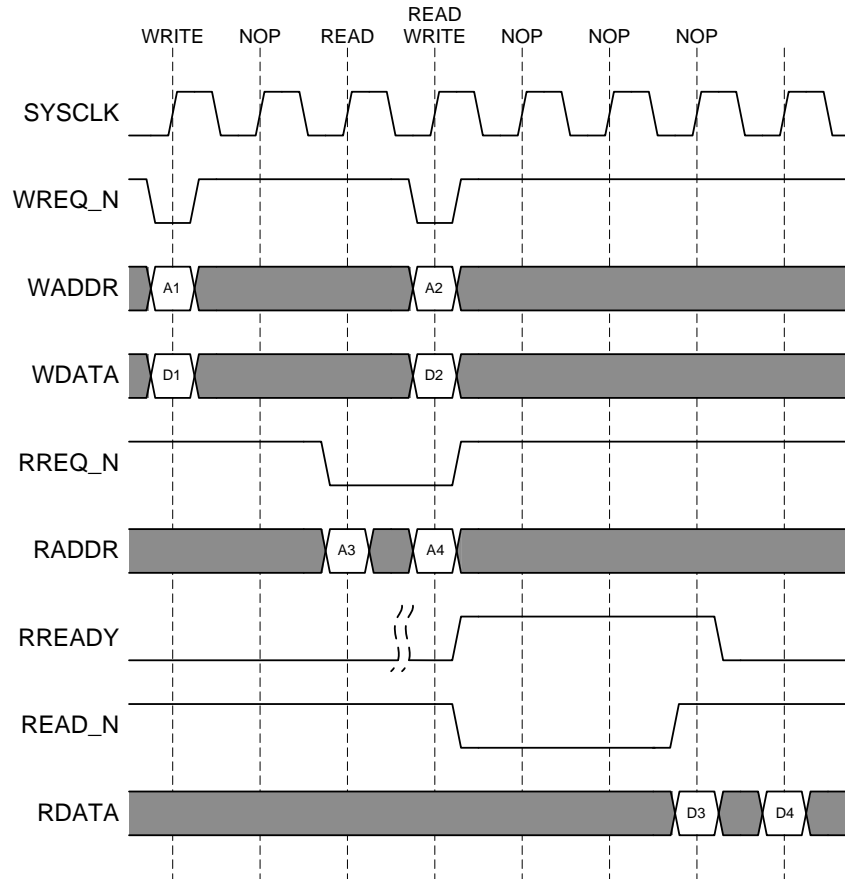 READ
WRITE NOP READ WRITE NOP NOP NOP
SYSCLK
WREQ_N
WADDR A1 A2
WDATA D1 D2
RREQ_N
RADDR A3 A4
RREADY
READ_N
RDATA D3 D4